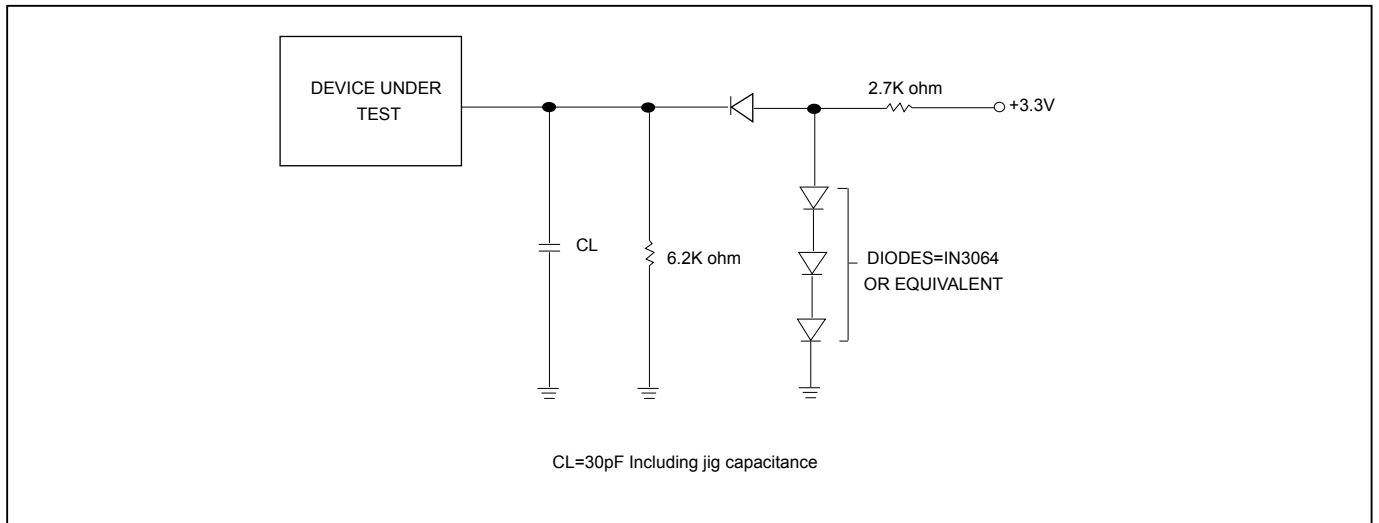 DEVICE UNDER
TEST
2.7K ohm
+3.3V
CL
6.2K ohm
DIODES=IN3064
OR EQUIVALENT
CL=30pF Including jig capacitance